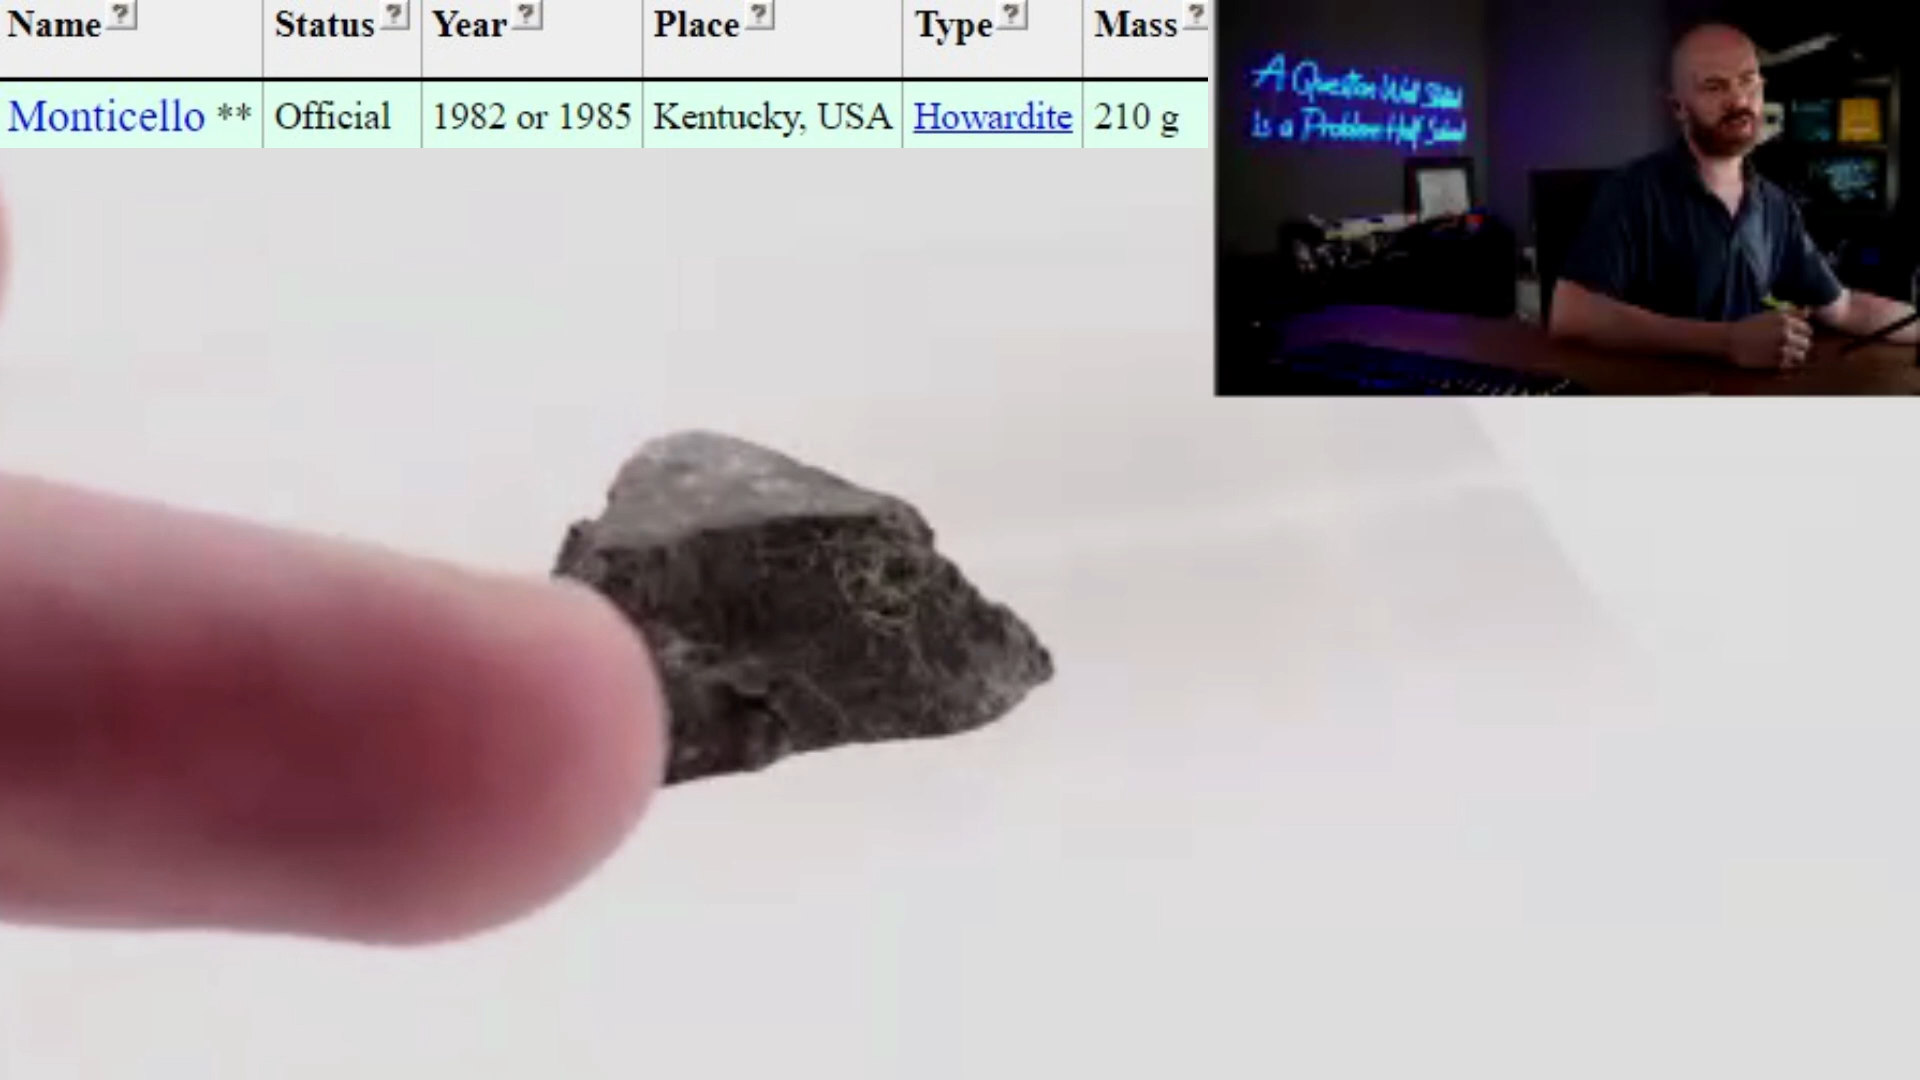 Name ? Status ? Year ? Place ? Type ? Mass ?
Monticello ** Official 1982 or 1985 Kentucky, USA Howardite 210 g
A Question Well Stated
Is a Problem Half Solved